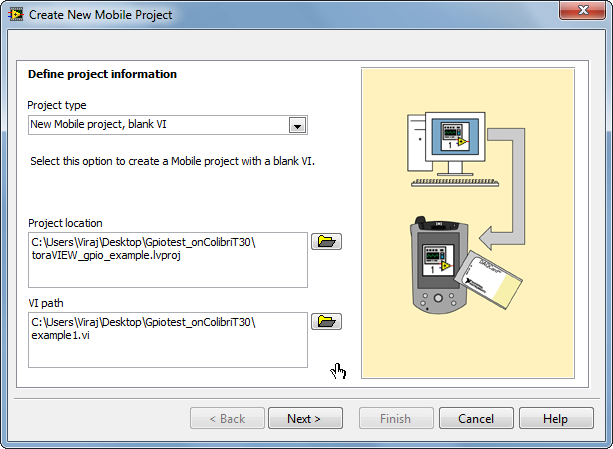 Create New Mobile Project
Define project information
Project type
New Mobile project, blank VI
Select this option to create a Mobile project with a blank VI.
Project location
C:\Users\Viraj\Desktop\Gpiotest_onColibriT30\
toraVIEW_gpio_example.lvproj
VI path
C:\Users\Viraj\Desktop\Gpiotest_onColibriT30\
example1.vi
1
1
< Back
Next >
Finish
Cancel
Help